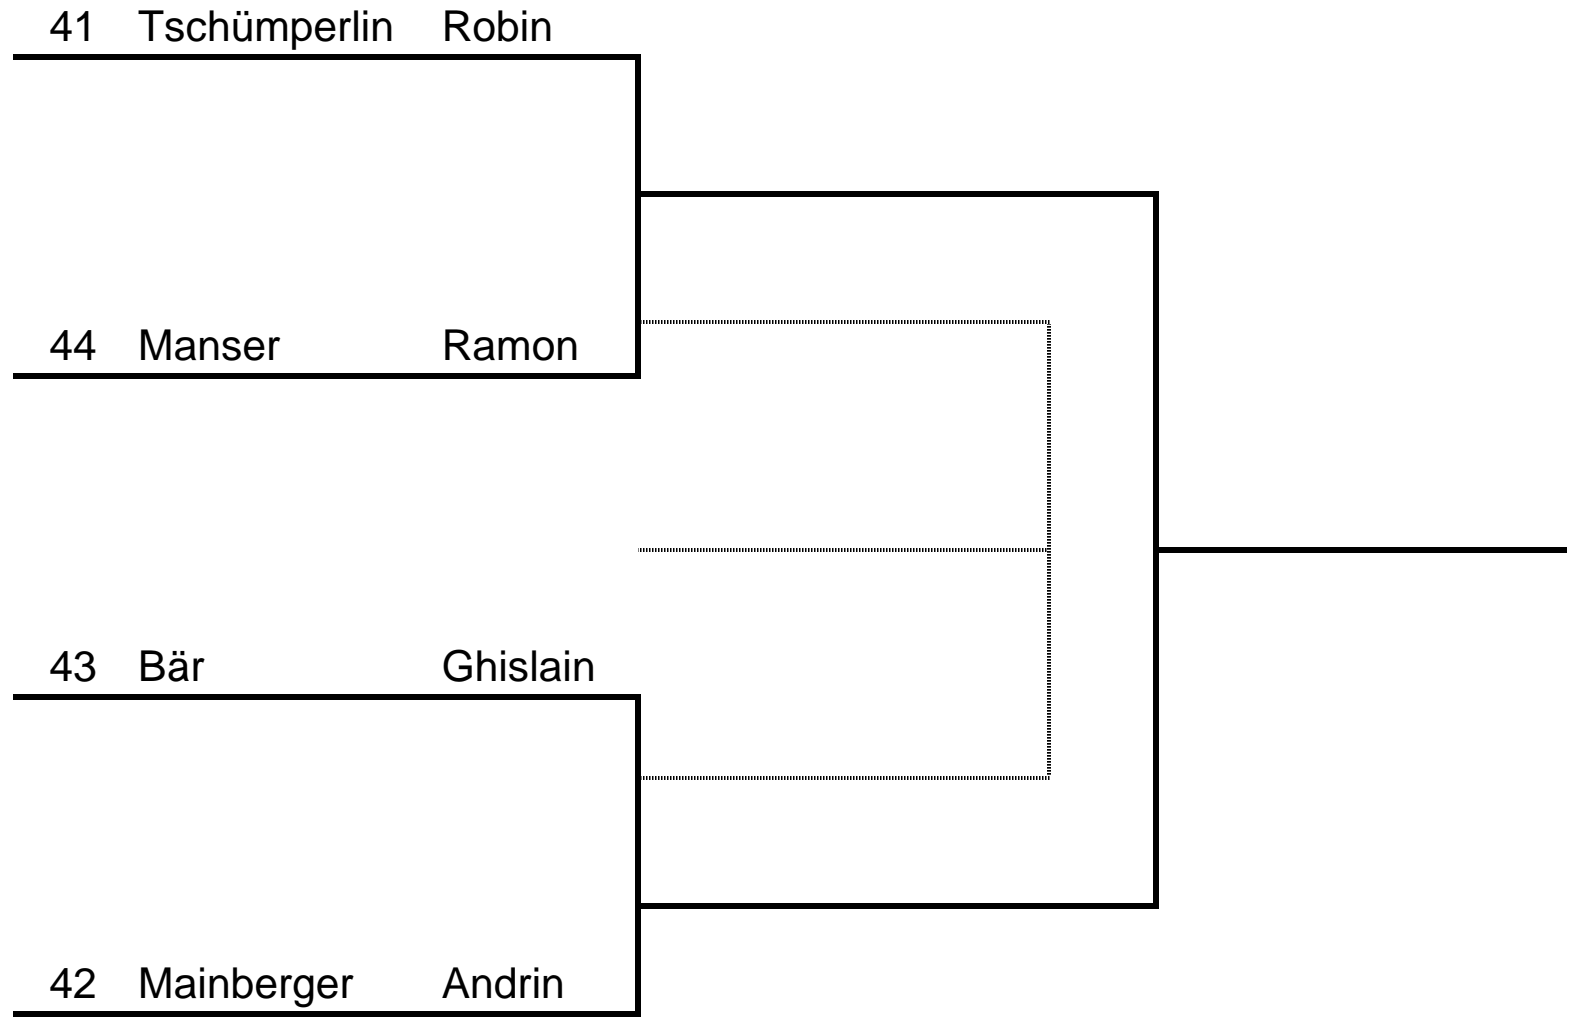 41 Tschümperlin Robin
44 Manser Ramon
43 Bär Ghislain
42 Mainberger Andrin